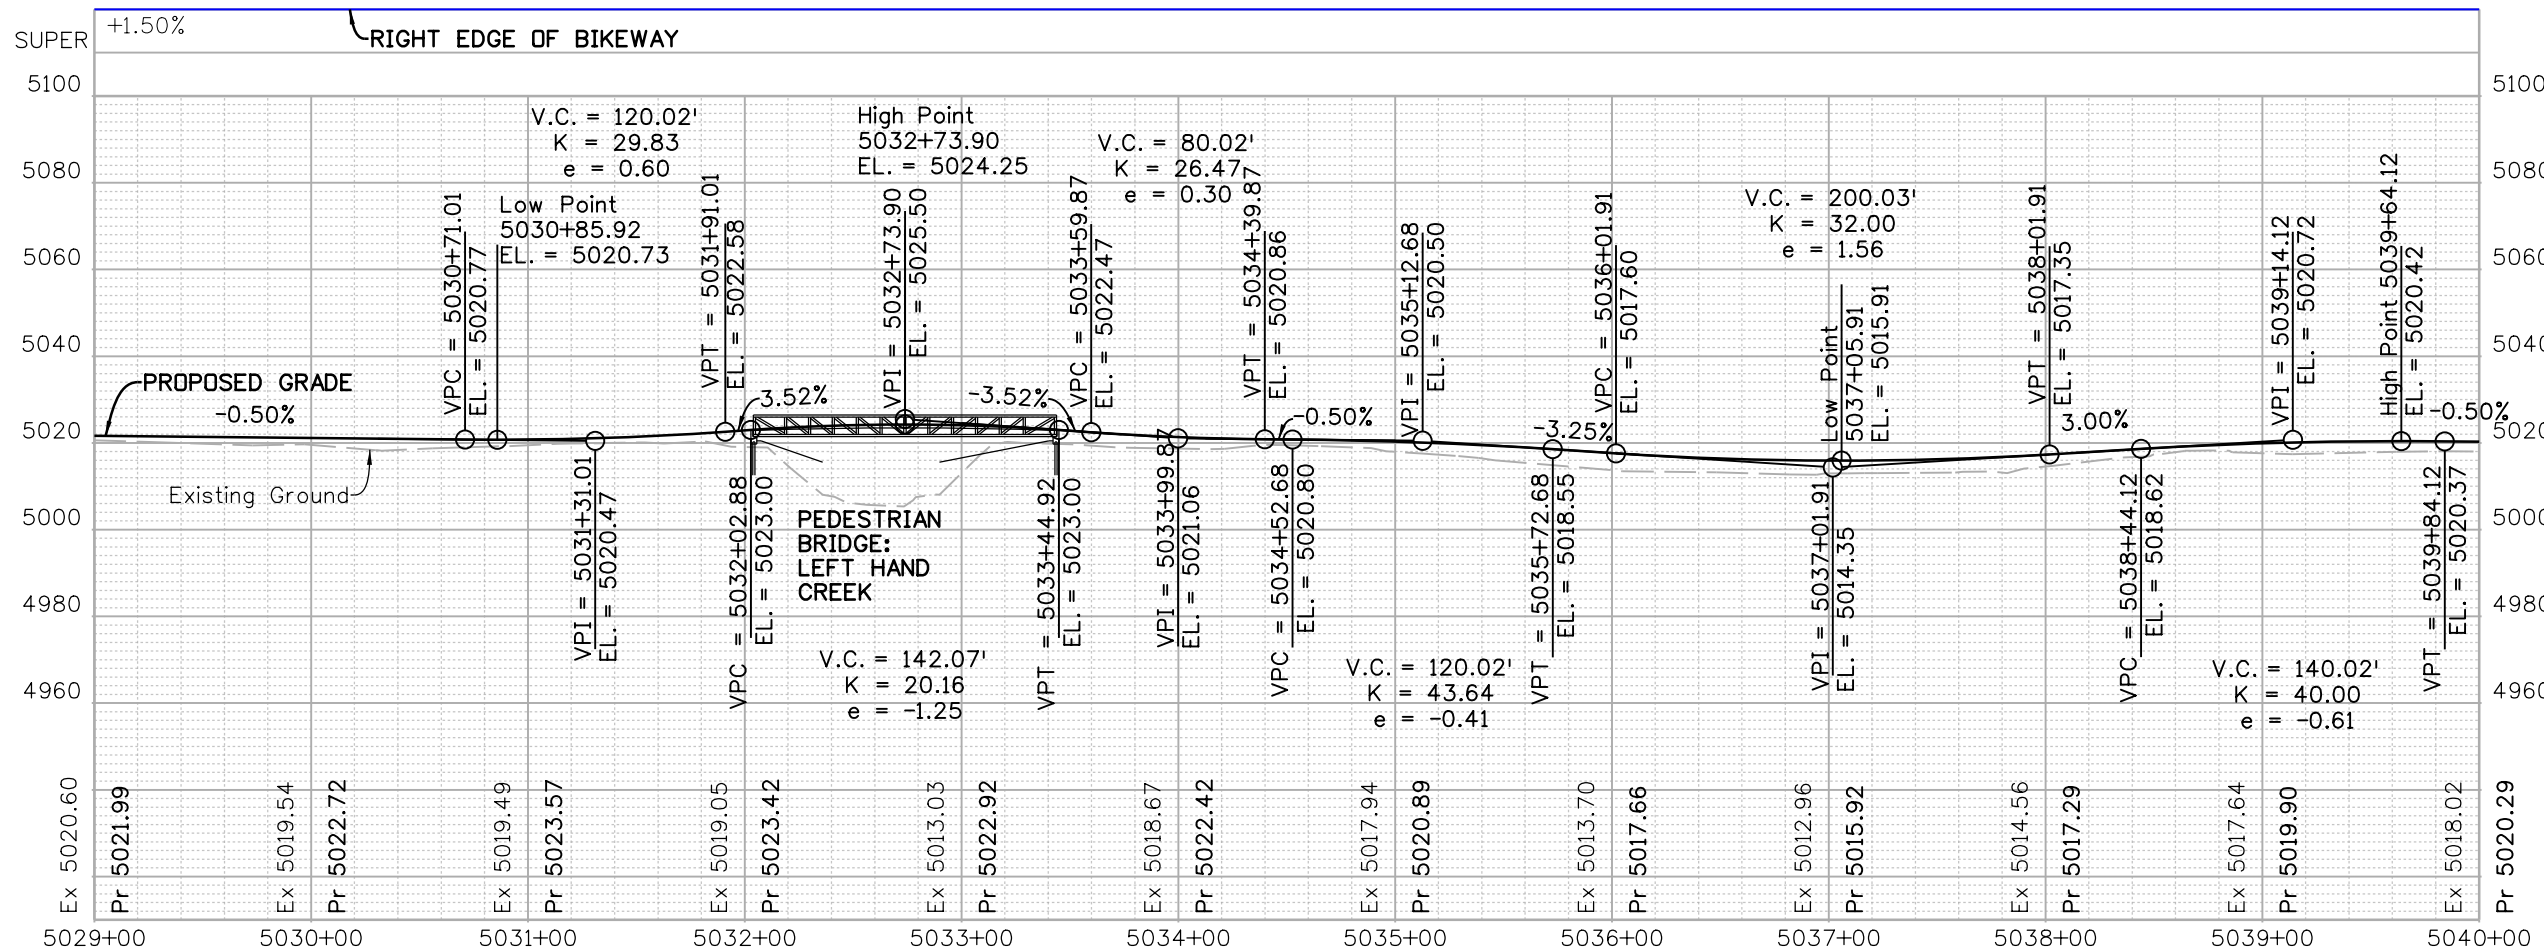 +1.50%
SUPER
RIGHT EDGE OF BIKEWAY
5100
5100
5080
5080
5060
5060
5040
5040
5020
5020
5000
5000
4980
4980
4960
4960
V.C. = 120.02'
K = 29.83
e = 0.60
High Point
5032+73.90
EL. = 5024.25
V.C. = 80.02'
K = 26.47
e = 0.30
V.C. = 200.03'
K = 32.00
e = 1.56
Low Point
5030+85.92
EL. = 5020.73
VPC = 5030+71.01
EL. = 5020.77
VPT = 5031+91.01
EL. = 5022.58
VPI = 5032+73.90
EL. = 5025.50
VPC = 5033+59.87
EL. = 5022.47
VPT = 5034+39.87
EL. = 5020.86
VPI = 5035+12.68
EL. = 5020.50
VPC = 5036+01.91
EL. = 5017.60
Low Point
5037+05.91
EL. = 5015.91
VPT = 5038+01.91
EL. = 5017.35
VPI = 5039+14.12
EL. = 5020.72
High Point 5039+64.12
EL. = 5020.42
PROPOSED GRADE
-0.50%
3.52%
-3.52%
-0.50%
-3.25%
3.00%
-0.50%
Existing Ground
VPI = 5031+31.01
EL. = 5020.47
VPC = 5032+02.88
EL. = 5023.00
PEDESTRIAN
BRIDGE:
LEFT HAND
CREEK
VPT = 5033+44.92
EL. = 5023.00
VPI = 5033+99.87
EL. = 5021.06
VPC = 5034+52.68
EL. = 5020.80
VPT = 5035+72.68
EL. = 5018.55
VPI = 5037+01.91
EL. = 5014.35
VPC = 5038+44.12
EL. = 5018.62
VPT = 5039+84.12
EL. = 5020.37
V.C. = 142.07'
K = 20.16
e = -1.25
V.C. = 120.02'
K = 43.64
e = -0.41
V.C. = 140.02'
K = 40.00
e = -0.61
Ex 5020.60
Pr 5021.99
Ex 5019.54
Pr 5022.72
Ex 5019.49
Pr 5023.57
Ex 5019.05
Pr 5023.42
Ex 5013.03
Pr 5022.92
Ex 5018.67
Pr 5022.42
Ex 5017.94
Pr 5020.89
Ex 5013.70
Pr 5017.66
Ex 5012.96
Pr 5015.92
Ex 5014.56
Pr 5017.29
Ex 5017.64
Pr 5019.90
Ex 5018.02
Pr 5020.29
5029+00
5030+00
5031+00
5032+00
5033+00
5034+00
5035+00
5036+00
5037+00
5038+00
5039+00
5040+00